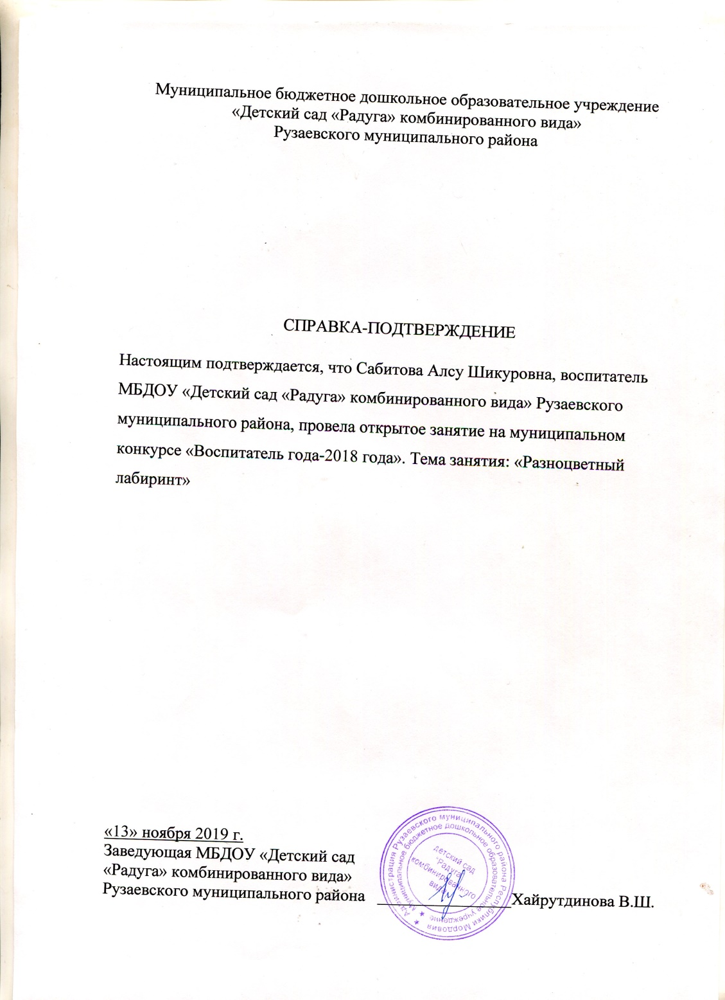 Муниципальное бюджетное дошкольное образовательное учреждение
«Детский сад «Радуга» комбинированного вида»
Рузаевского муниципального района
СПРАВКА-ПОДТВЕРЖДЕНИЕ
Настоящим подтверждается, что Сабитова Алсу Шикуровна, воспитатель
МБДОУ «Детский сад «Радуга» комбинированного вида» Рузаевского
муниципального района, провела открытое занятие на муниципальном
конкурсе «Воспитатель года-2018 года». Тема занятия: «Разноцветный
лабиринт»
«13» ноября 2019 г.
Заведующая МБДОУ «Детский сад
«Радуга» комбинированного вида»
Рузаевского муниципального района Хайрутдинова В.Ш.
Администрация Рузаевского муниципального района Республики Мордовия
Муниципальное бюджетное дошкольное образовательное учреждение
детский сад
"Радуга"
комбинированного
вида